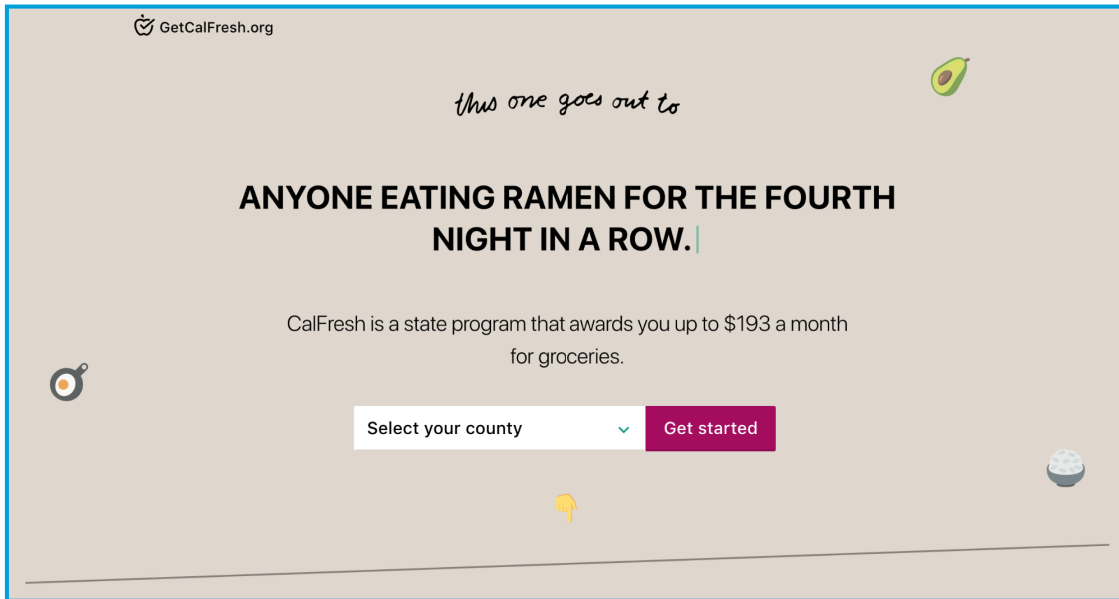 GetCalFresh.org
this one goes out to
ANYONE EATING RAMEN FOR THE FOURTH
NIGHT IN A ROW.
CalFresh is a state program that awards you up to $193 a month
for groceries.
Select your county
Get started